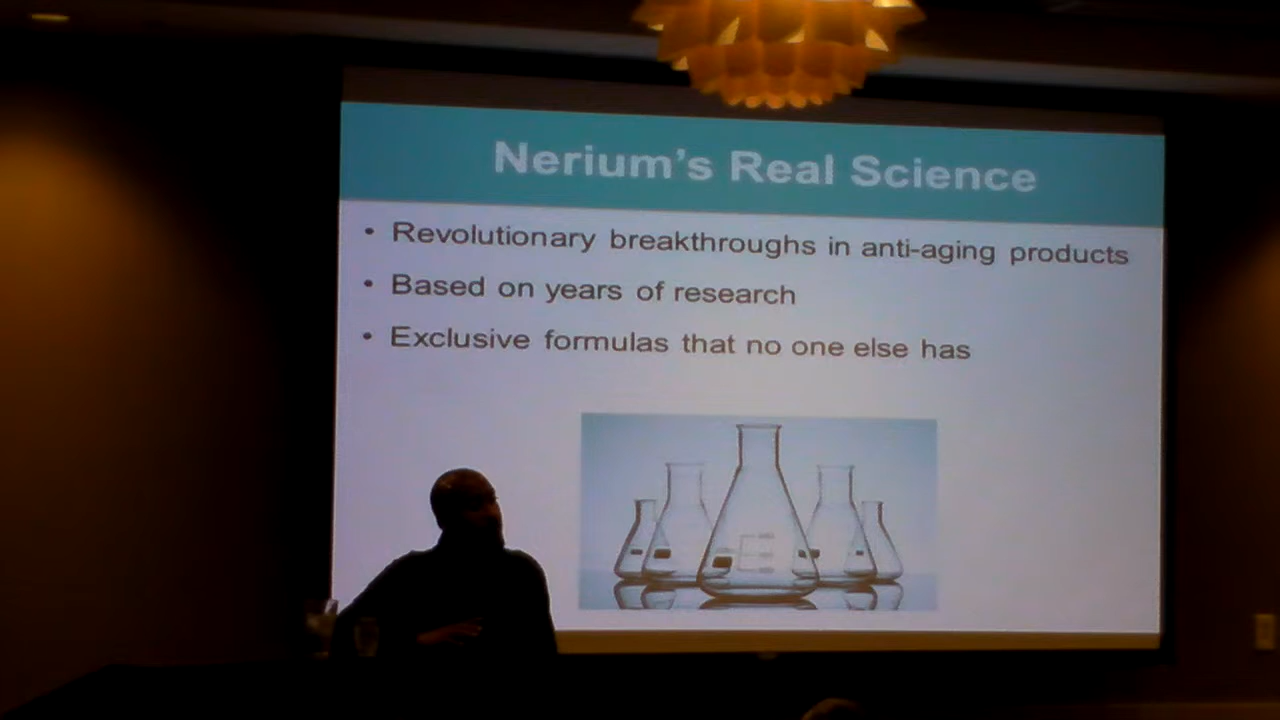 Nerium's Real Science
• Revolutionary breakthroughs in anti-aging products
• Based on years of research
• Exclusive formulas that no one else has